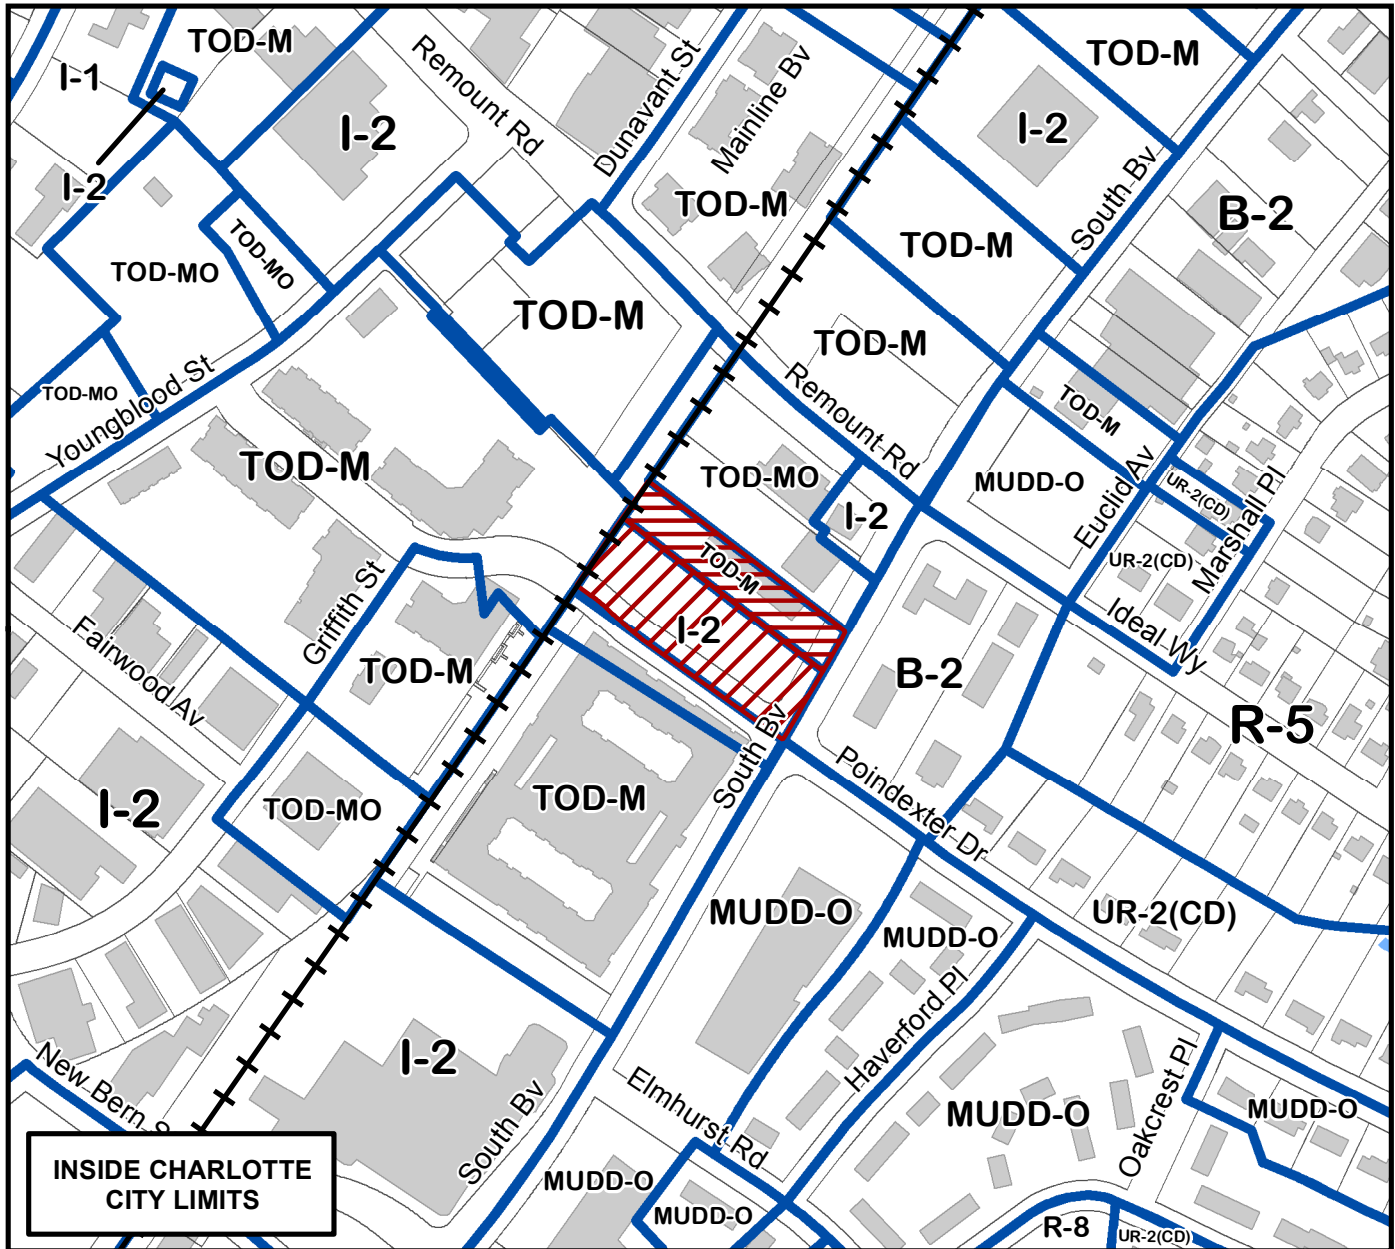 TOD-M
I-1
I-2
I-2
Remount Rd
Dunavant St
Mainline Bv
TOD-M
I-2
South Bv
B-2
TOD-M
TOD-M
TOD-MO
TOD-MO
TOD-M
TOD-M
Remount Rd
TOD-MO
Youngblood St
TOD-M
TOD-M
Euclid Av
MUDD-O
UR-2(CD)
UR-2(CD)
Marshall Pl
Ideal Wy
TOD-MO
I-2
TOD-M
I-2
Griffith St
Fairwood Av
TOD-M
B-2
R-5
I-2
TOD-MO
TOD-M
South Bv
Poindexter Dr
MUDD-O
MUDD-O
UR-2(CD)
Haverford Pl
I-2
New Bern S
South Bv
Elmhurst Rd
MUDD-O
Oakcrest Pl
MUDD-O
MUDD-O
MUDD-O
R-8
UR-2(CD)
INSIDE CHARLOTTE
CITY LIMITS